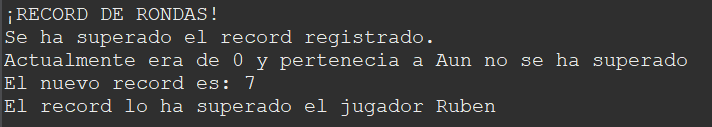 ¡RECORD DE RONDAS!
Se ha superado el record registrado.
Actualmente era de 0 y pertenecia a Aun no se ha superado
El nuevo record es: 7
El record lo ha superado el jugador Ruben